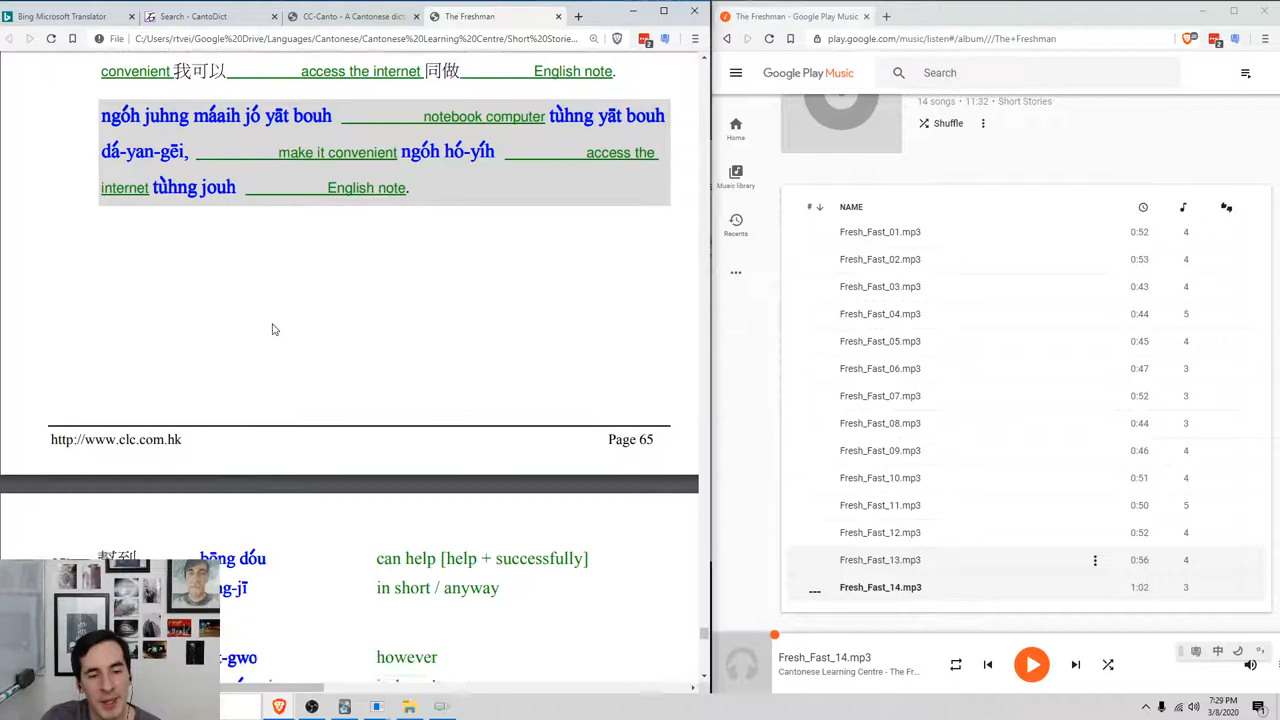 Bing Microsoft Translator
Search - CantoDict
CC-Canto - A Cantonese dict
The Freshman
File
C:/Users/rtvei/Google%20Drive/Languages/Cantonese/Cantonese%20Learning%20Centre/Short%20Storie...
convenient 我可以 access the internet 同做 English note.
ngóh juhng máaih jó yāt bouh notebook computer tùhng yāt bouh
dá-yan-gēi, make it convenient ngóh hó-yíh access the
internet tùhng jouh English note.
http://www.clc.com.hk Page 65
bōng dóu can help [help + successfully]
in short / anyway
however
The Freshman - Google Play Music
play.google.com/music/listen#/album///The+Freshman
Google Play Music
Search
14 songs • 11:32 • Short Stories
Shuffle
Home
Music library
Recents
# NAME
Fresh_Fast_01.mp3 0:52 4
Fresh_Fast_02.mp3 0:53 4
Fresh_Fast_03.mp3 0:43 4
Fresh_Fast_04.mp3 0:44 5
Fresh_Fast_05.mp3 0:45 4
Fresh_Fast_06.mp3 0:47 3
Fresh_Fast_07.mp3 0:52 3
Fresh_Fast_08.mp3 0:44 3
Fresh_Fast_09.mp3 0:46 4
Fresh_Fast_10.mp3 0:51 4
Fresh_Fast_11.mp3 0:50 5
Fresh_Fast_12.mp3 0:52 4
Fresh_Fast_13.mp3 0:56 4
Fresh_Fast_14.mp3 1:02 3
Fresh_Fast_14.mp3
Cantonese Learning Centre - The Fr...
中
7:29 PM
3/8/2020